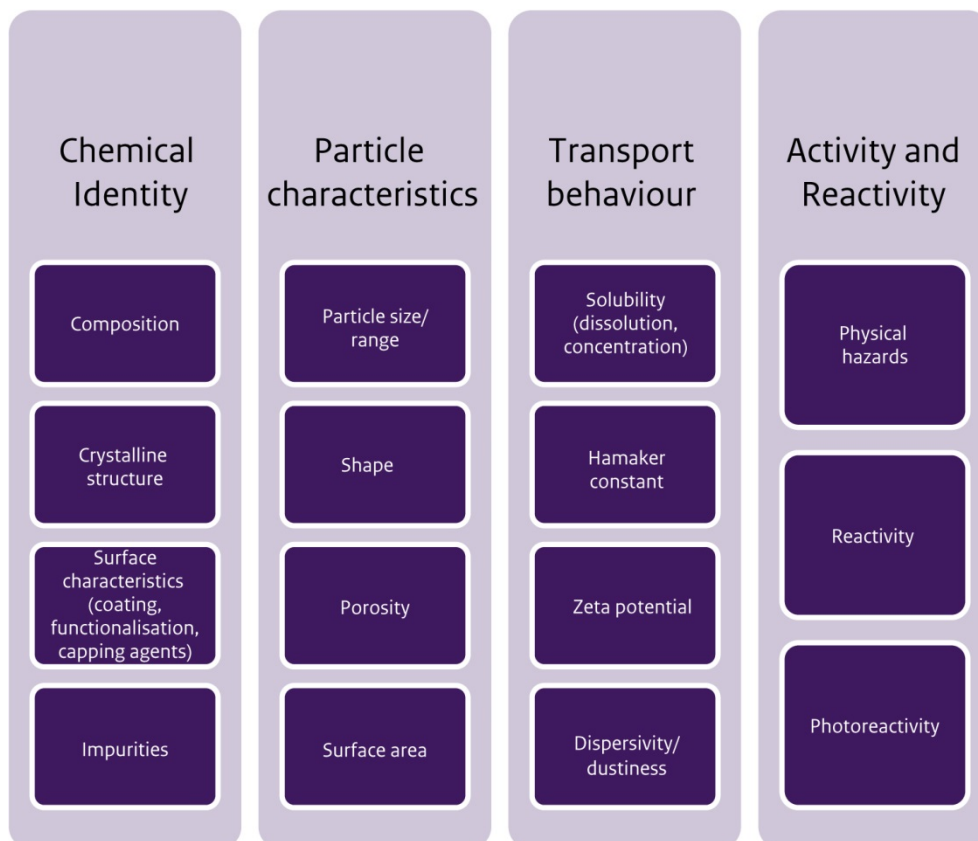 Chemical
Identity
Composition
Crystalline
structure
Surface
characteristics
(coating,
functionalisation,
capping agents)
Impurities
Particle
characteristics
Particle size/
range
Shape
Porosity
Surface area
Transport
behaviour
Solubility
(dissolution,
concentration)
Hamaker
constant
Zeta potential
Dispersivity/
dustiness
Activity and
Reactivity
Physical
hazards
Reactivity
Photoreactivity